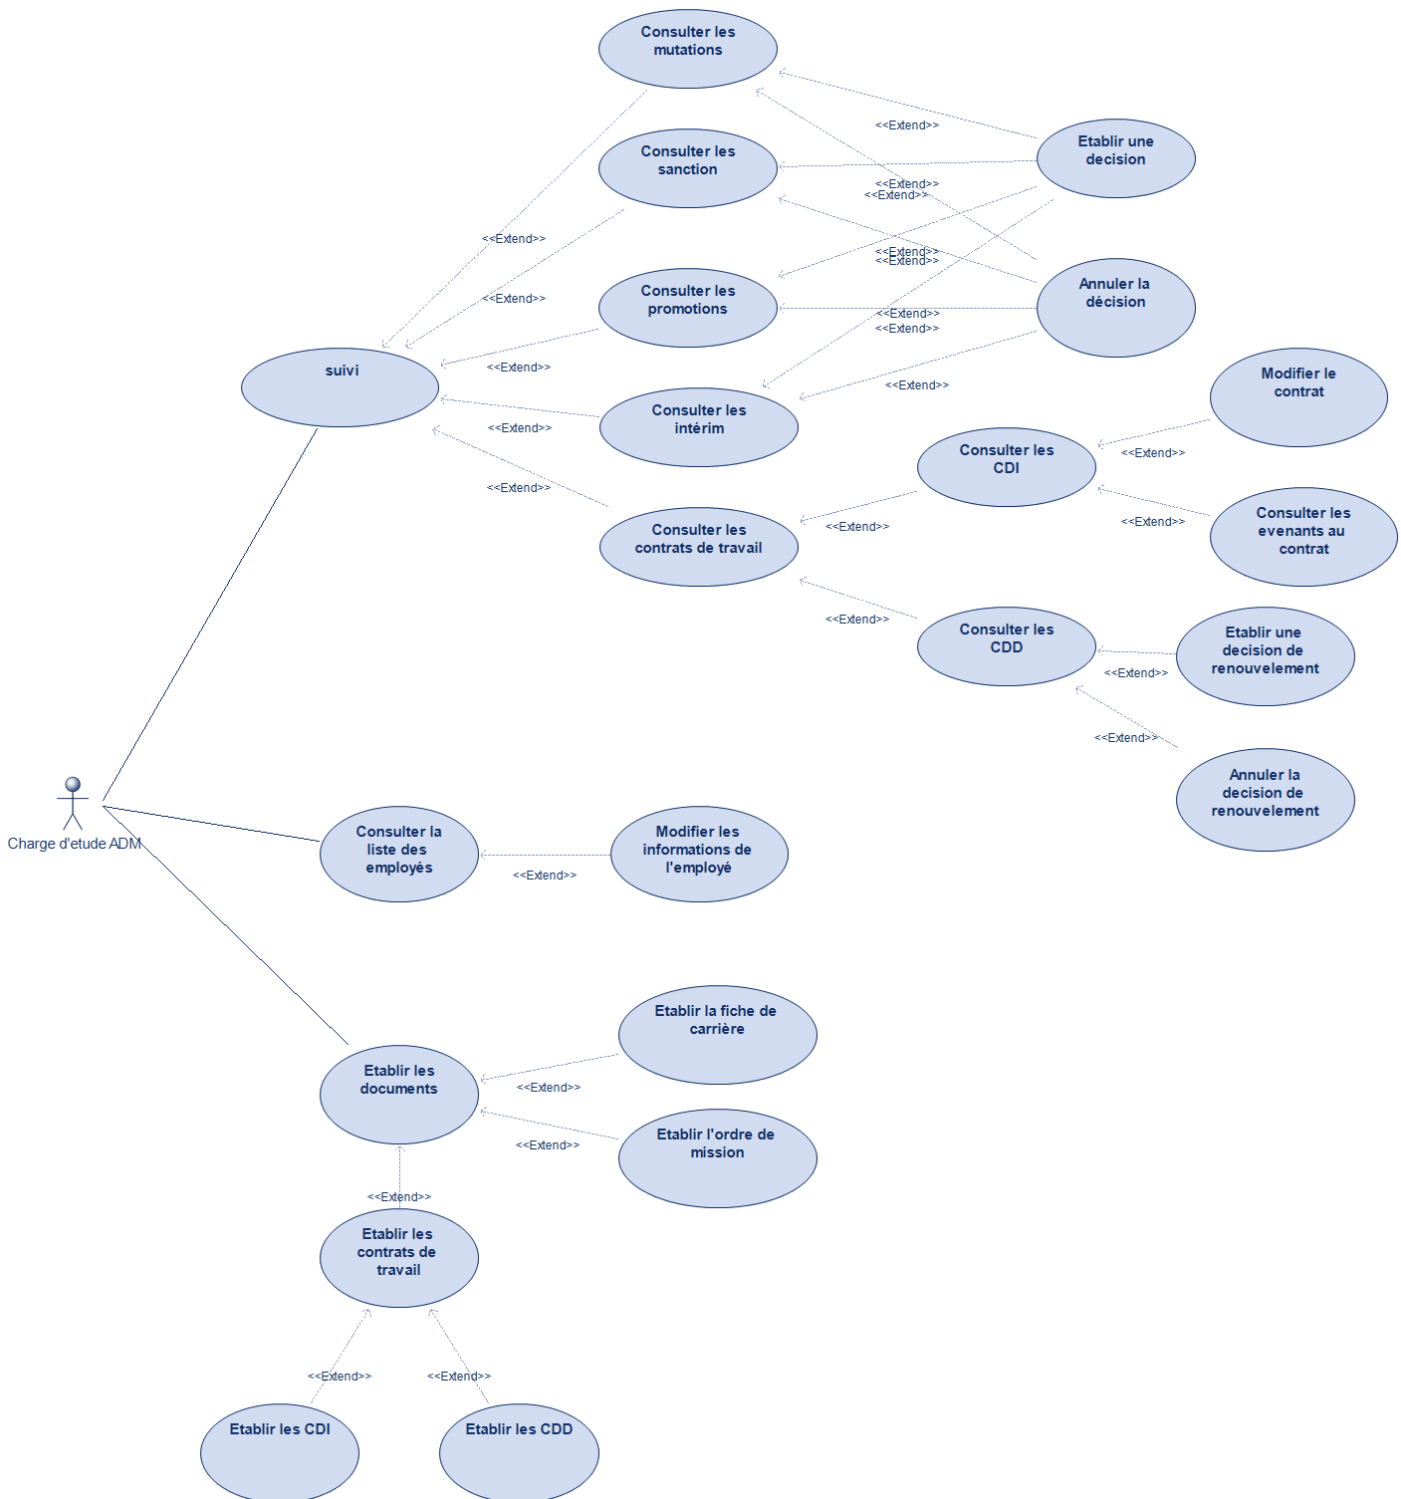 Consulter les
mutations
<<Extend>>
Etablir une
decision
Consulter les
sanction
<<Extend>>
<<Extend>>
<<Extend>>
<<Extend>>
<<Extend>>
Consulter les
promotions
Annuler la
décision
<<Extend>>
<<Extend>>
<<Extend>>
suivi
<<Extend>>
<<Extend>>
Modifier le
contrat
Consulter les
intérim
<<Extend>>
Consulter les
CDI
<<Extend>>
<<Extend>>
Consulter les
contrats de travail
<<Extend>>
<<Extend>>
Consulter les
evenants au
contrat
<<Extend>>
Consulter les
CDD
Etablir une
decision de
renouvelement
<<Extend>>
<<Extend>>
Annuler la
decision de
renouvelement
Charge d'etude ADM
Consulter la
liste des
employés
<<Extend>>
Modifier les
informations de
l'employé
Etablir la fiche de
carrière
Etablir les
documents
<<Extend>>
<<Extend>>
Etablir l'ordre de
mission
<<Extend>>
Etablir les
contrats de
travail
<<Extend>>
<<Extend>>
Etablir les CDI
Etablir les CDD